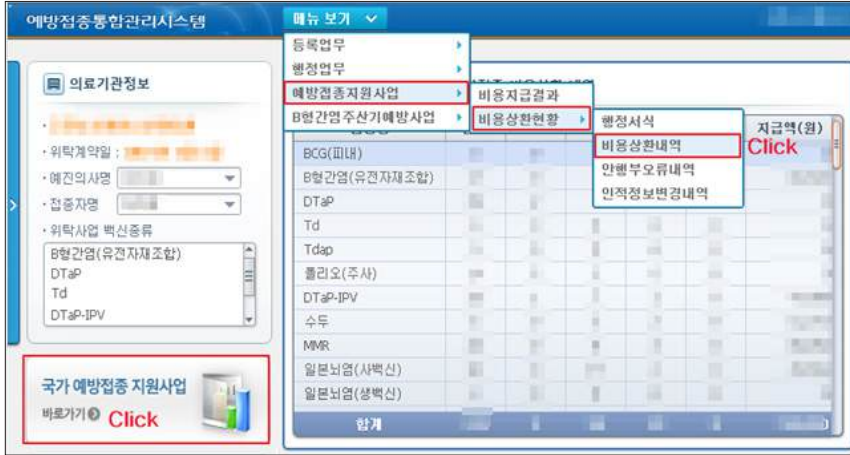 예방접종통합관리시스템
메뉴 보기
등록업무
행정업무
예방접종지원사업
B형간염주산기예방사업
비용지급결과
비용상환현황
행정서식
비용상환내역
안행부오류내역
인적정보변경내역
Click
의료기관정보
· 위탁계약일 :
· 예진의사명
· 접종자명
· 위탁사업 백신종류
B형간염(유전자재조합)
DTaP
Td
DTaP-IPV
국가 예방접종 지원사업
바로가기
Click
지급액(원)
BCG(피내)
B형간염(유전자재조합)
DTaP
Td
Tdap
폴리오(주사)
DTaP-IPV
수두
MMR
일본뇌염(사백신)
일본뇌염(생백신)
합계